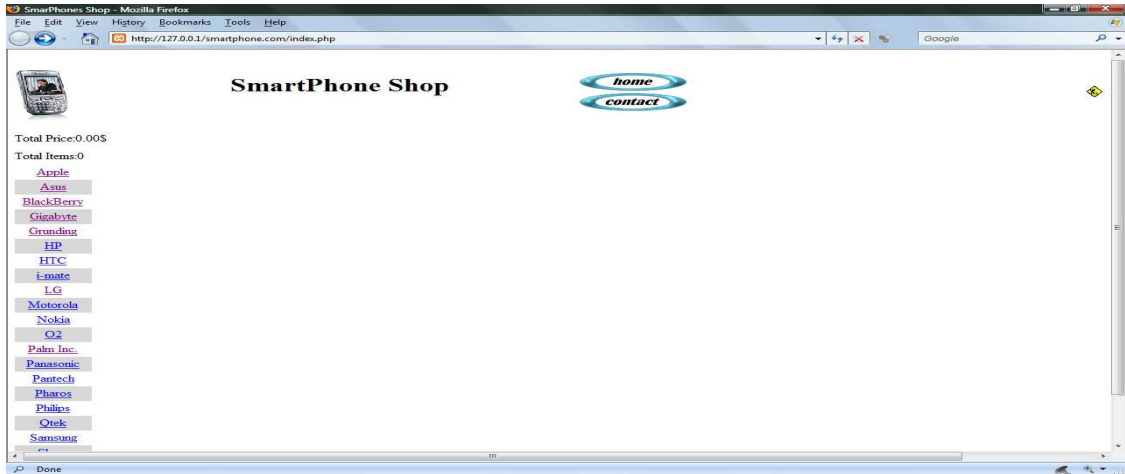 SmarPhones Shop - Mozilla Firefox
File Edit View History Bookmarks Tools Help
http://127.0.0.1/smartphone.com/index.php
Google
SmartPhone Shop
home
contact
Total Price:0.00$
Total Items:0
Apple
Asus
BlackBerry
Gigabyte
Grunding
HP
HTC
i-mate
LG
Motorola
Nokia
O2
Palm Inc.
Panasonic
Pantech
Pharos
Philips
Qtek
Samsung
Done